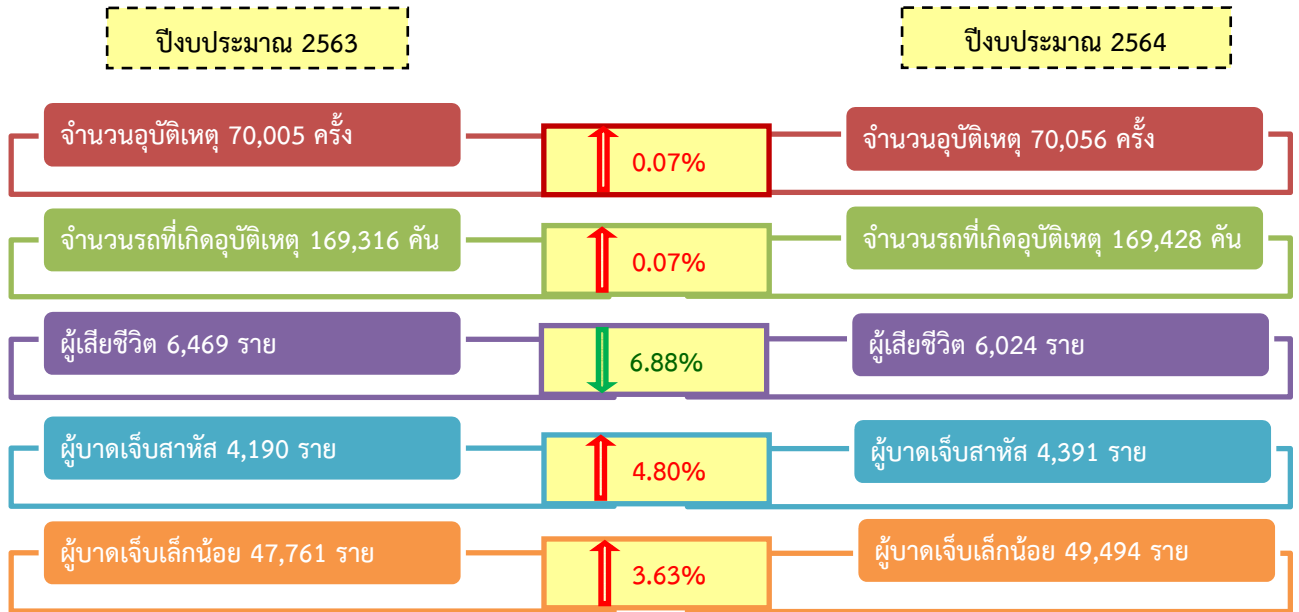 ปีงบประมาณ 2563
ปีงบประมาณ 2564
จำนวนอุบัติเหตุ 70,005 ครั้ง
0.07%
จำนวนอุบัติเหตุ 70,056 ครั้ง
จำนวนรถที่เกิดอุบัติเหตุ 169,316 คัน
0.07%
จำนวนรถที่เกิดอุบัติเหตุ 169,428 คัน
ผู้เสียชีวิต 6,469 ราย
6.88%
ผู้เสียชีวิต 6,024 ราย
ผู้บาดเจ็บสาหัส 4,190 ราย
4.80%
ผู้บาดเจ็บสาหัส 4,391 ราย
ผู้บาดเจ็บเล็กน้อย 47,761 ราย
3.63%
ผู้บาดเจ็บเล็กน้อย 49,494 ราย